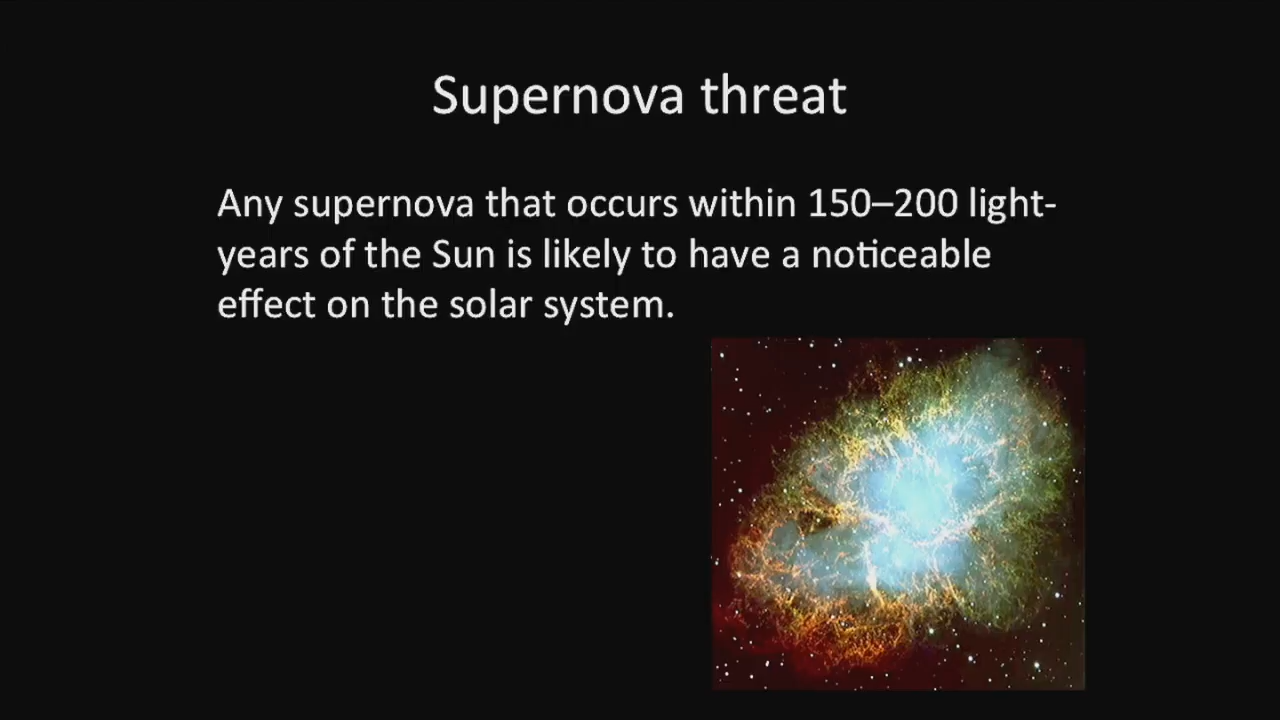 Supernova threat
Any supernova that occurs within 150–200 light-
years of the Sun is likely to have a noticeable
effect on the solar system.